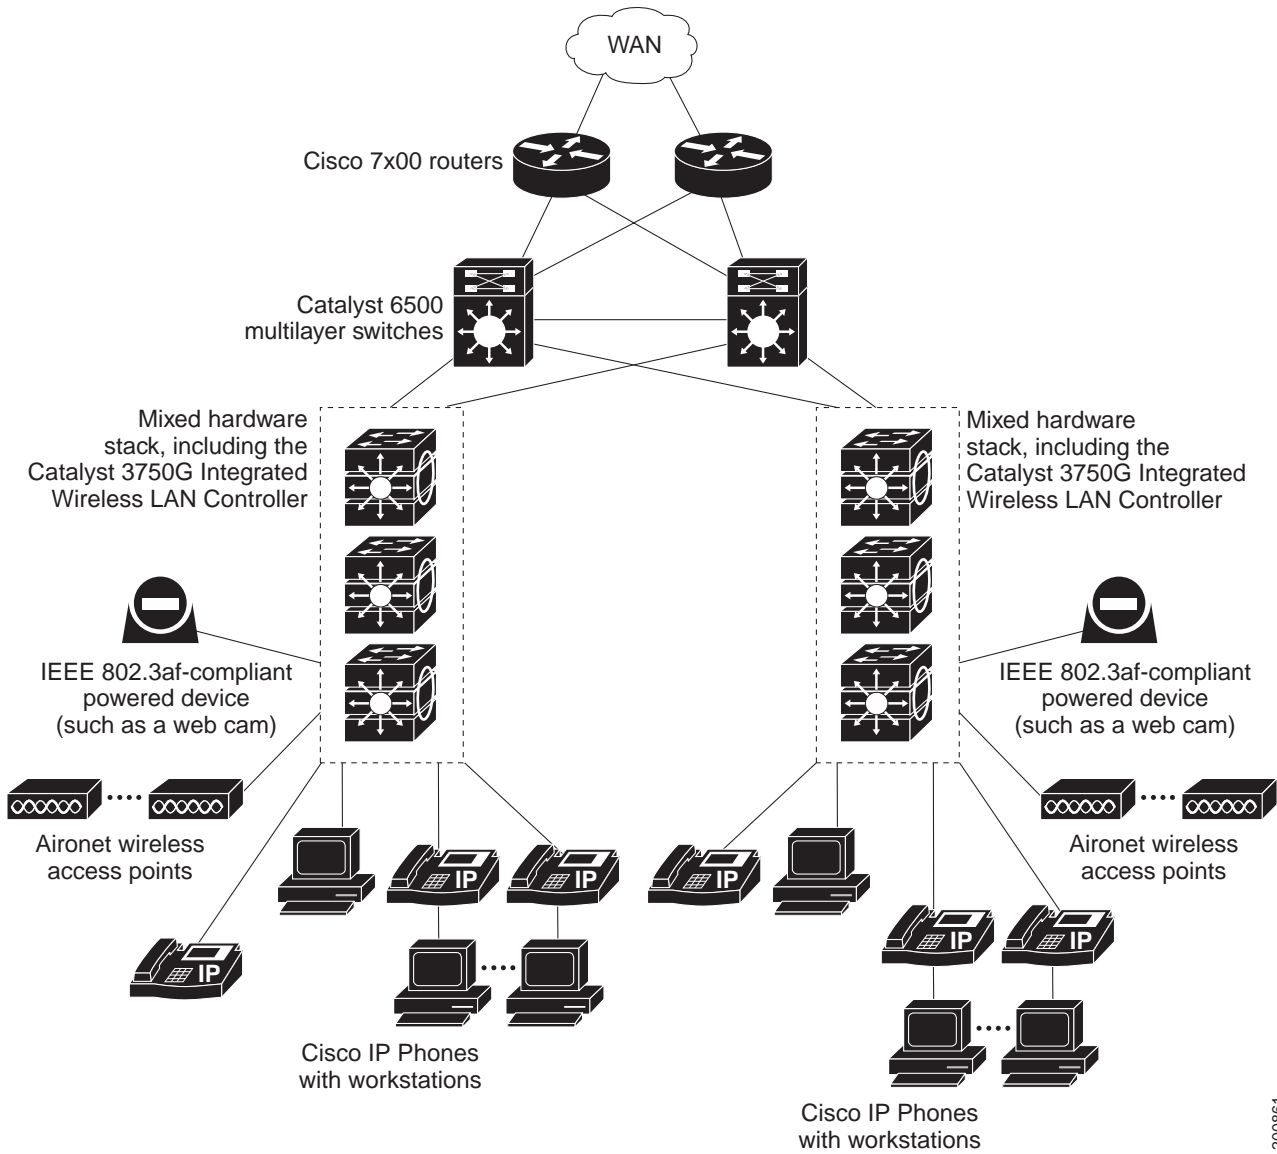 WAN
Cisco 7x00 routers
Catalyst 6500
multilayer switches
Mixed hardware
stack, including the
Catalyst 3750G Integrated
Wireless LAN Controller
Mixed hardware
stack, including the
Catalyst 3750G Integrated
Wireless LAN Controller
IEEE 802.3af-compliant
powered device
(such as a web cam)
IEEE 802.3af-compliant
powered device
(such as a web cam)
Aironet wireless
access points
Aironet wireless
access points
IP
IP
IP
IP
IP
IP
IP
Cisco IP Phones
with workstations
Cisco IP Phones
with workstations